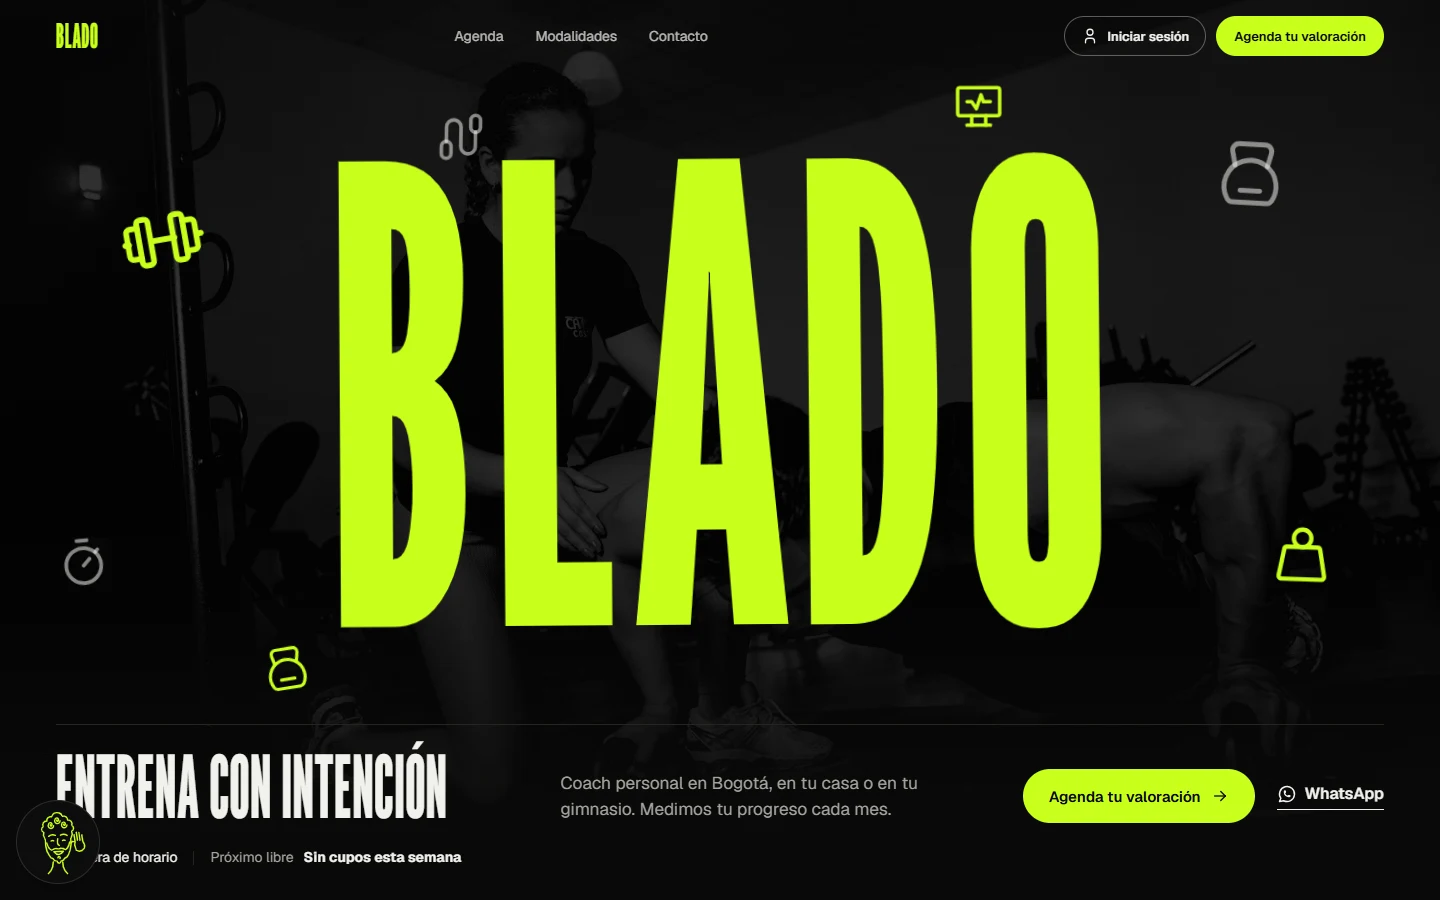 BLADO
Agenda
Modalidades
Contacto
Iniciar sesión
Agenda tu valoración
BLADO
ENTRENA CON INTENCIÓN
Coach personal en Bogotá, en tu casa o en tu
gimnasio. Medimos tu progreso cada mes.
Agenda tu valoración
WhatsApp
de horario
Próximo libre Sin cupos esta semana